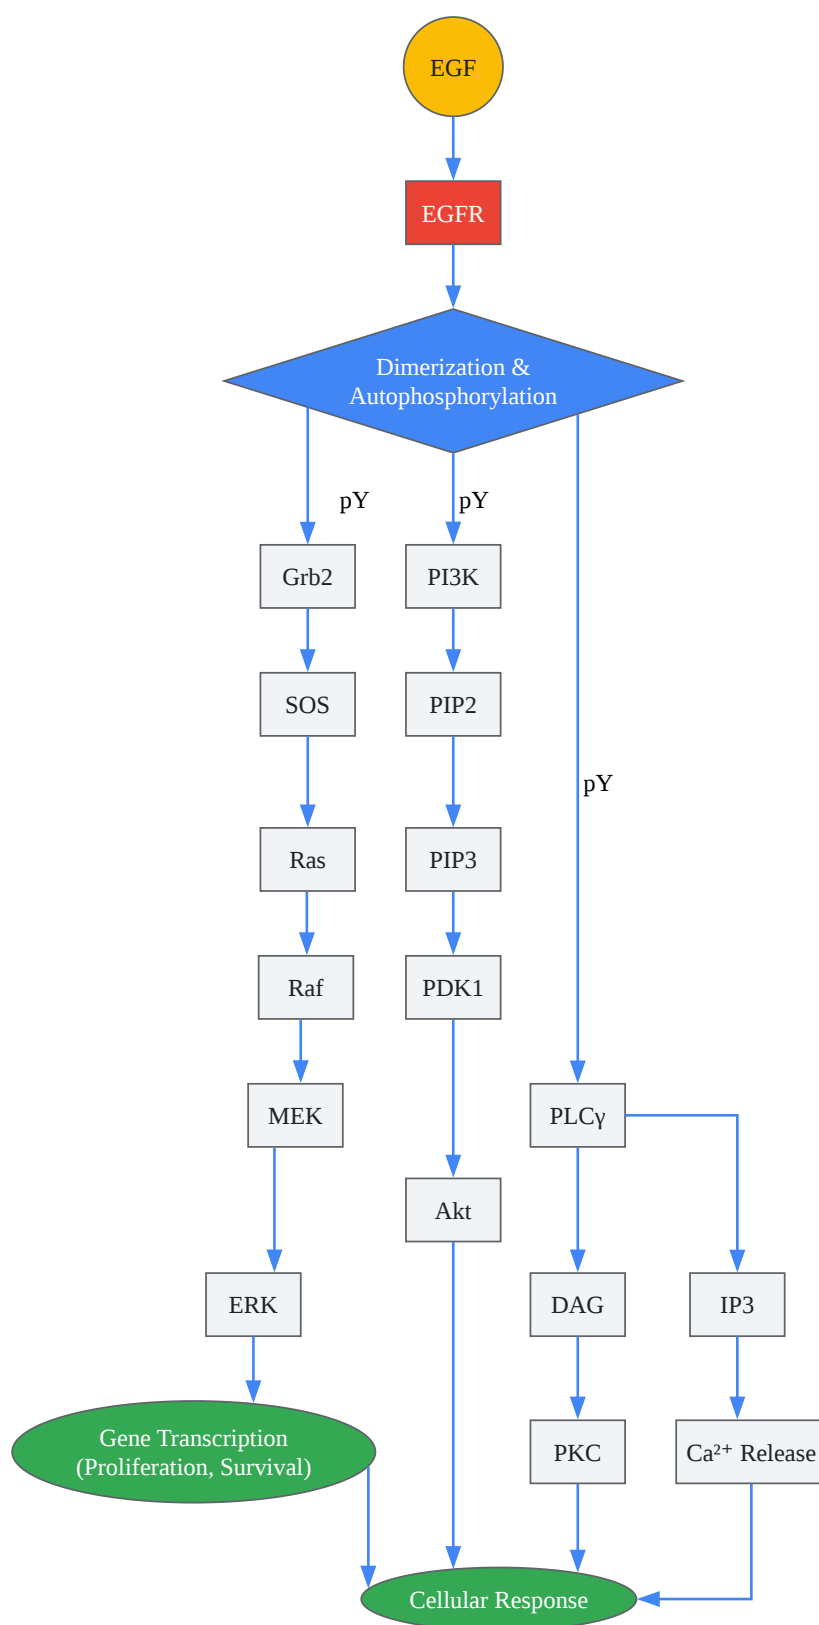 EGF
EGFR
Dimerization &
Autophosphorylation
pY
pY
Grb2
PI3K
SOS
PIP2
pY
Ras
PIP3
Raf
PDK1
MEK
PLCγ
Akt
ERK
DAG
IP3
Gene Transcription
(Proliferation, Survival)
PKC
Ca²⁺ Release
Cellular Response